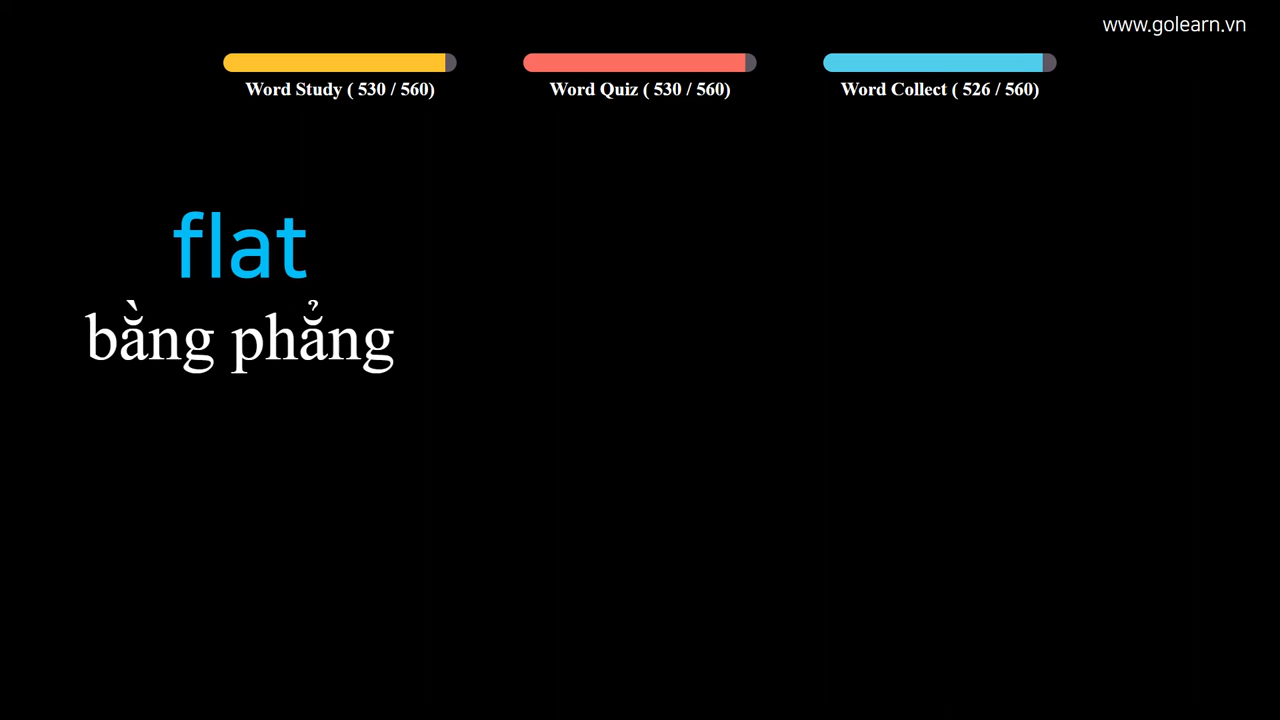 www.golearn.vn
Word Study ( 530 / 560)
Word Quiz ( 530 / 560)
Word Collect ( 526 / 560)
flat
bằng phẳng